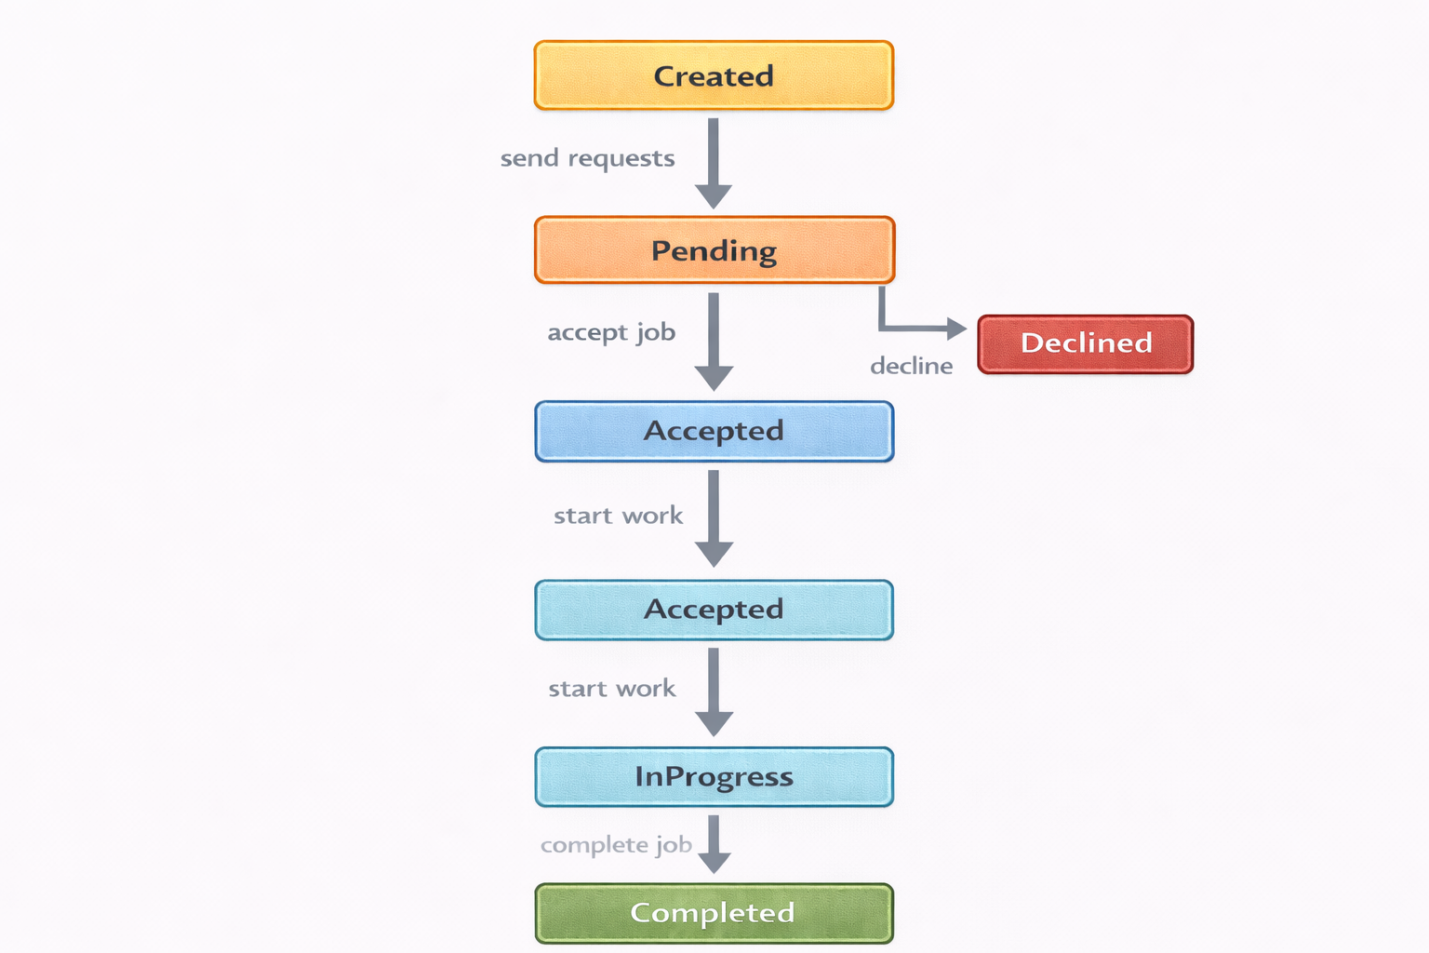 Created
send requests
Pending
accept job
Declined
decline
Accepted
start work
Accepted
start work
InProgress
complete job
Completed